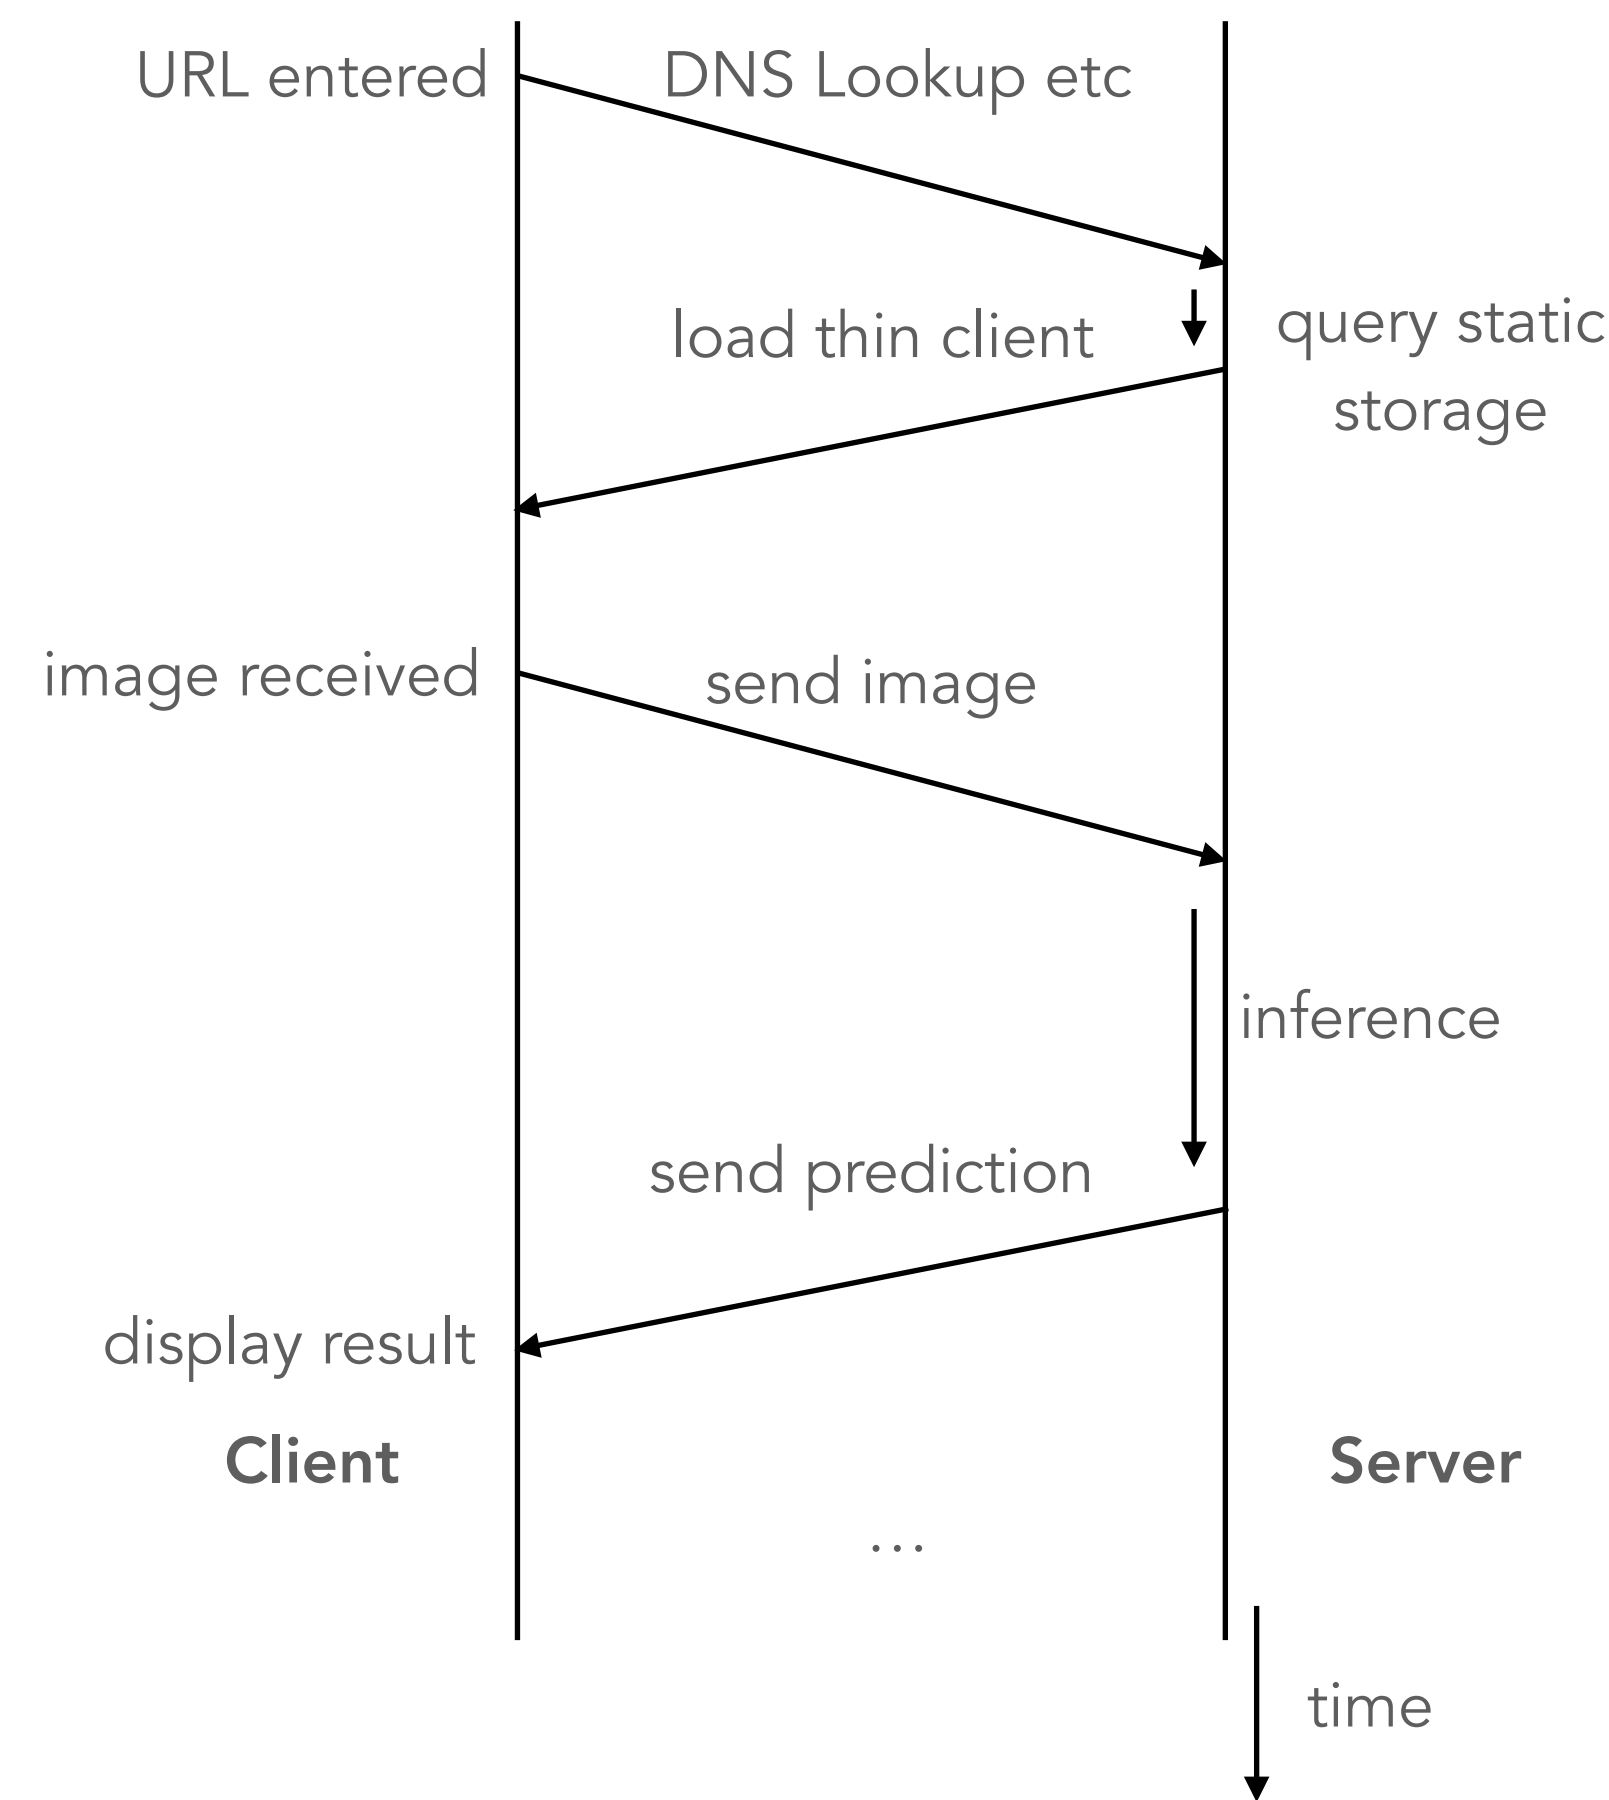 URL entered
DNS Lookup etc
load thin client
query static
storage
image received
send image
inference
send prediction
display result
Client
Server
...
time